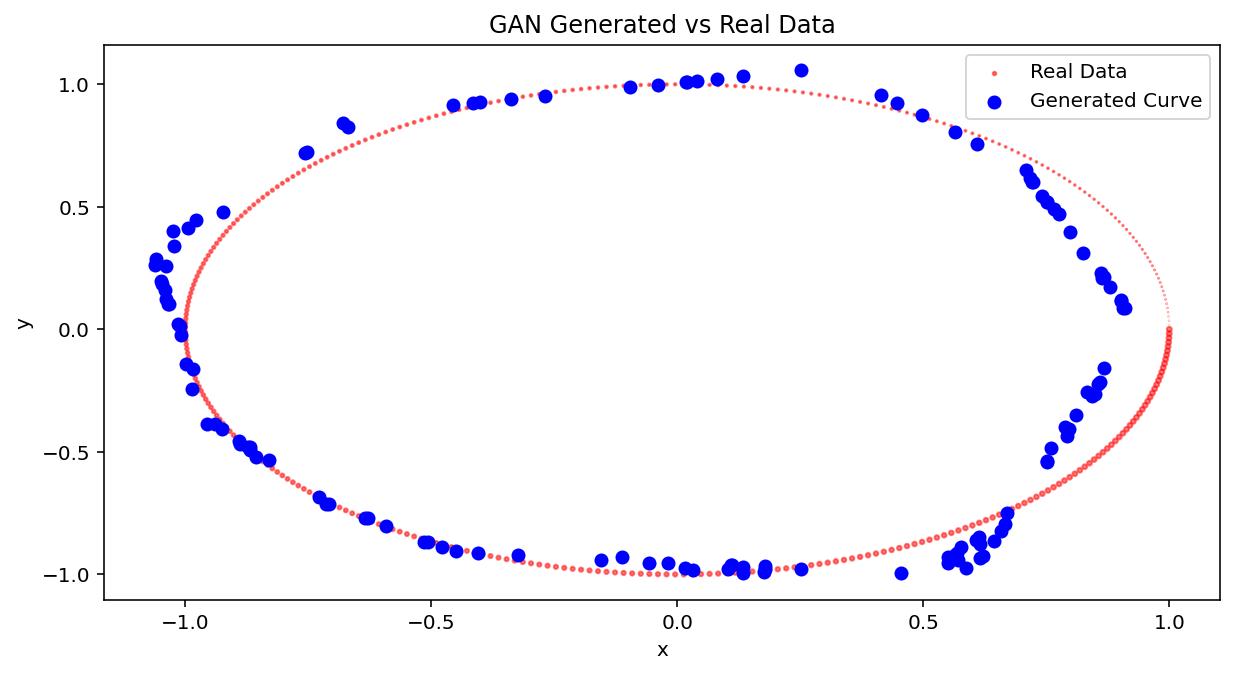 GAN Generated vs Real Data
Real Data
Generated Curve
1.0
0.5
0.0
−0.5
−1.0
y
−1.0 −0.5 0.0 0.5 1.0
x